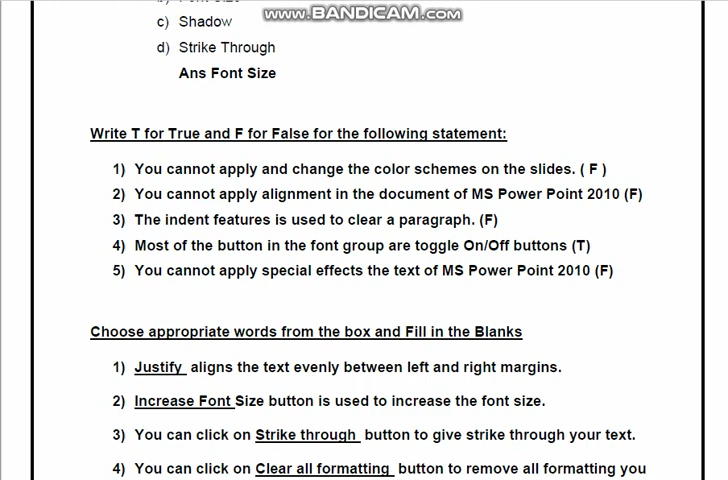 www.BANDICAM.com
b) Font Size
c) Shadow
d) Strike Through
Ans Font Size
Write T for True and F for False for the following statement:
1) You cannot apply and change the color schemes on the slides. ( F )
2) You cannot apply alignment in the document of MS Power Point 2010 (F)
3) The indent features is used to clear a paragraph. (F)
4) Most of the button in the font group are toggle On/Off buttons (T)
5) You cannot apply special effects the text of MS Power Point 2010 (F)
Choose appropriate words from the box and Fill in the Blanks
1) Justify aligns the text evenly between left and right margins.
2) Increase Font Size button is used to increase the font size.
3) You can click on Strike through button to give strike through your text.
4) You can click on Clear all formatting button to remove all formatting you